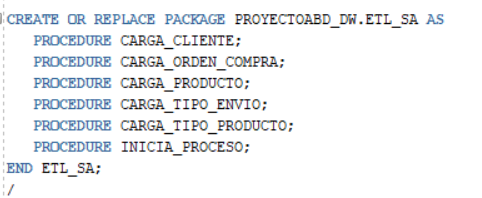 CREATE OR REPLACE PACKAGE PROYECTOABD_DW.ETL_SA AS
PROCEDURE CARGA_CLIENTE;
PROCEDURE CARGA_ORDEN_COMPRA;
PROCEDURE CARGA_PRODUCTO;
PROCEDURE CARGA_TIPO_ENVIO;
PROCEDURE CARGA_TIPO_PRODUCTO;
PROCEDURE INICIA_PROCESO;
END ETL_SA;
/